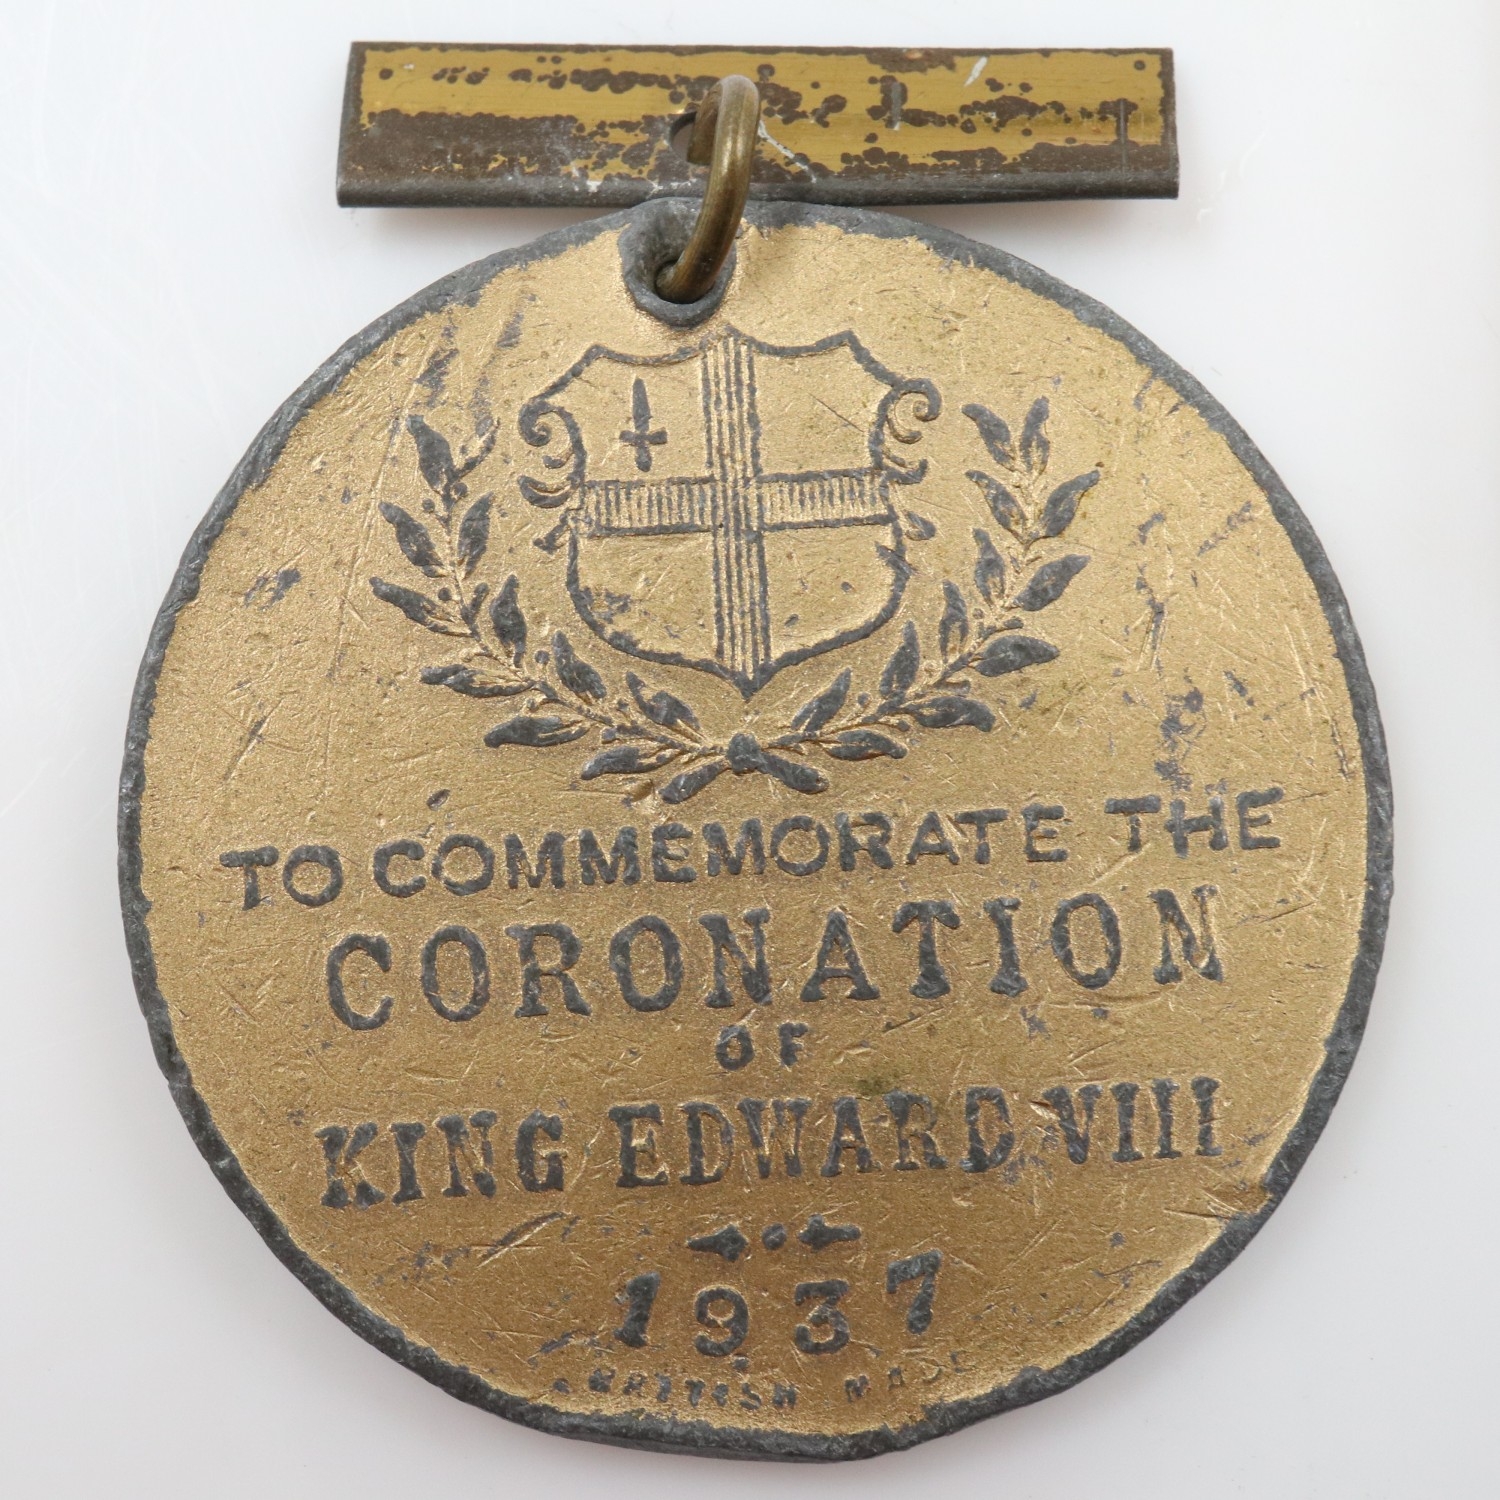 TO COMMEMORATE THE
CORONATION
OF
KING EDWARD VIII
1937
BRITISH MADE